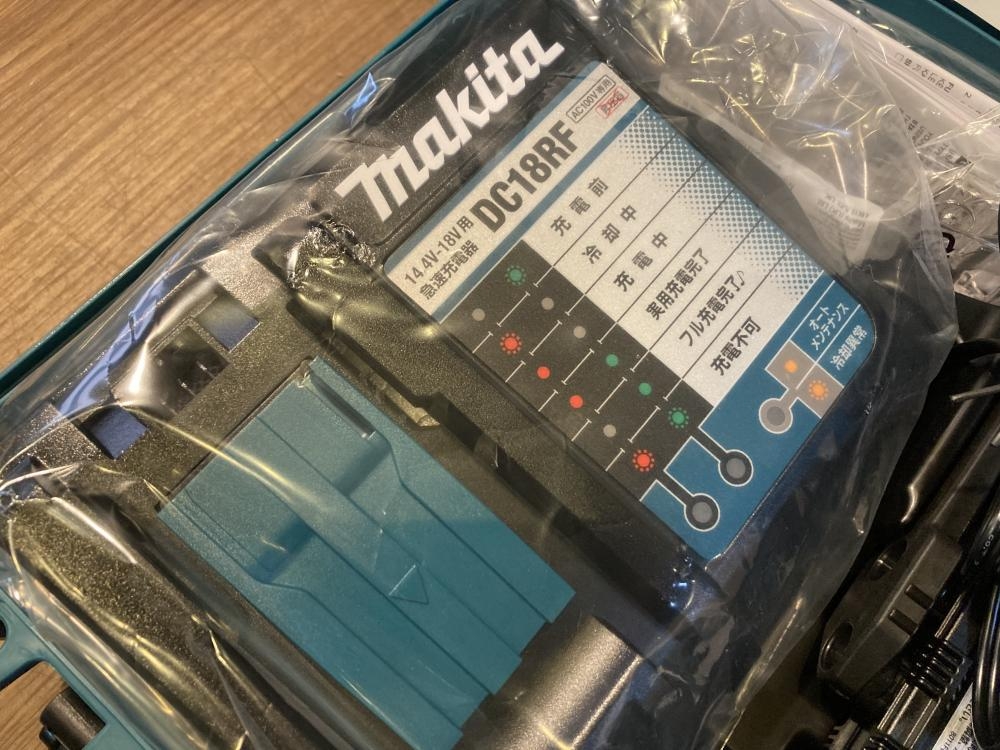 makita
14.4V-18V用
急速充電器
DC18RF
AC100V専用
充電前
冷却中
充電中
実用充電完了
フル充電完了♪
充電不可
オート
メンテナンス
冷却異常